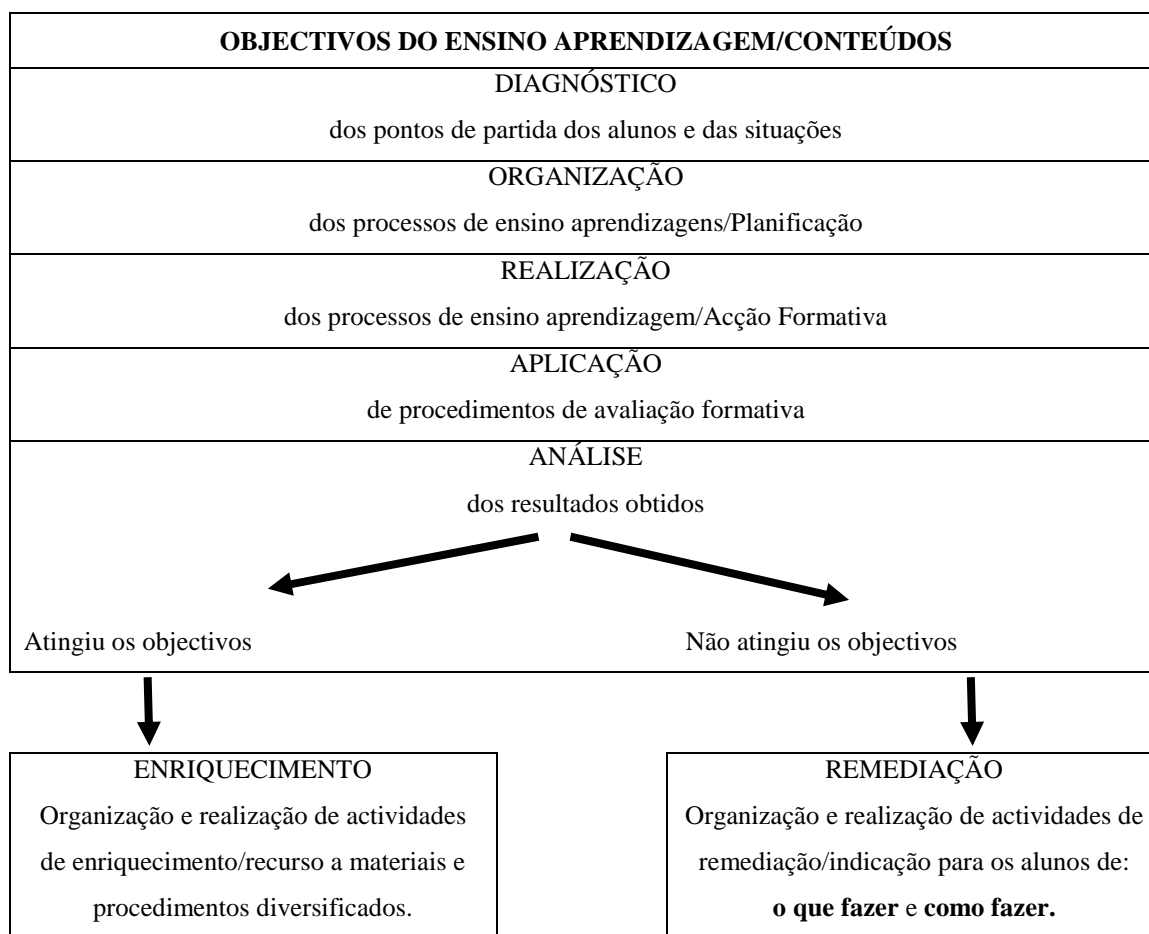 OBJECTIVOS DO ENSINO APRENDIZAGEM/CONTEÚDOS
DIAGNÓSTICO
dos pontos de partida dos alunos e das situações
ORGANIZAÇÃO
dos processos de ensino aprendizagens/Planificação
REALIZAÇÃO
dos processos de ensino aprendizagem/Acção Formativa
APLICAÇÃO
de procedimentos de avaliação formativa
ANÁLISE
dos resultados obtidos
Atingiu os objectivos
Não atingiu os objectivos
ENRIQUECIMENTO
Organização e realização de actividades
de enriquecimento/recurso a materiais e
procedimentos diversificados.
REMEDIAÇÃO
Organização e realização de actividades de
remediação/indicação para os alunos de:
o que fazer e como fazer.